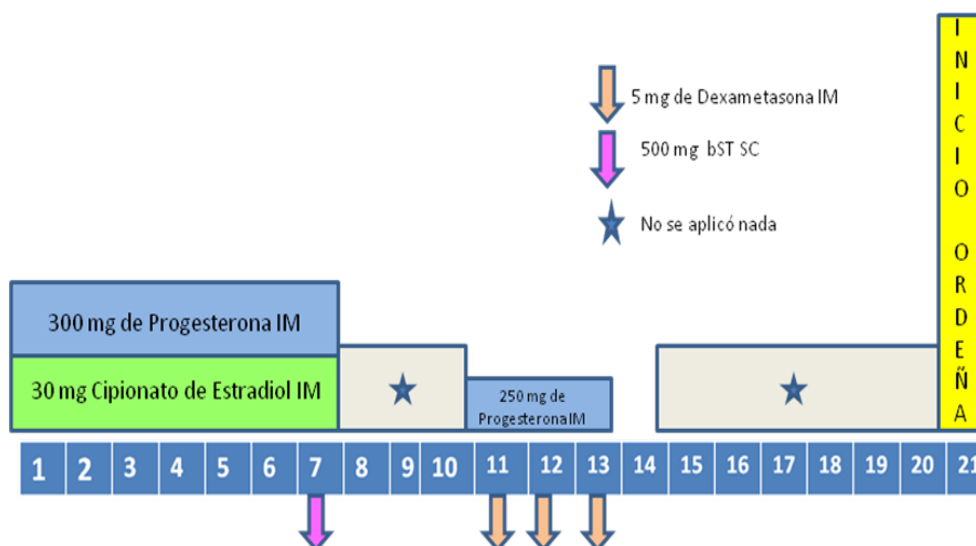 5 mg de Dexametasona IM
500 mg bST SC
No se aplicó nada
300 mg de Progesterona IM
30 mg Cipionato de Estradiol IM
250 mg de
Progesterona IM
INICIO ORDEÑA
1 2 3 4 5 6 7 8 9 10 11 12 13 14 15 16 17 18 19 20 21